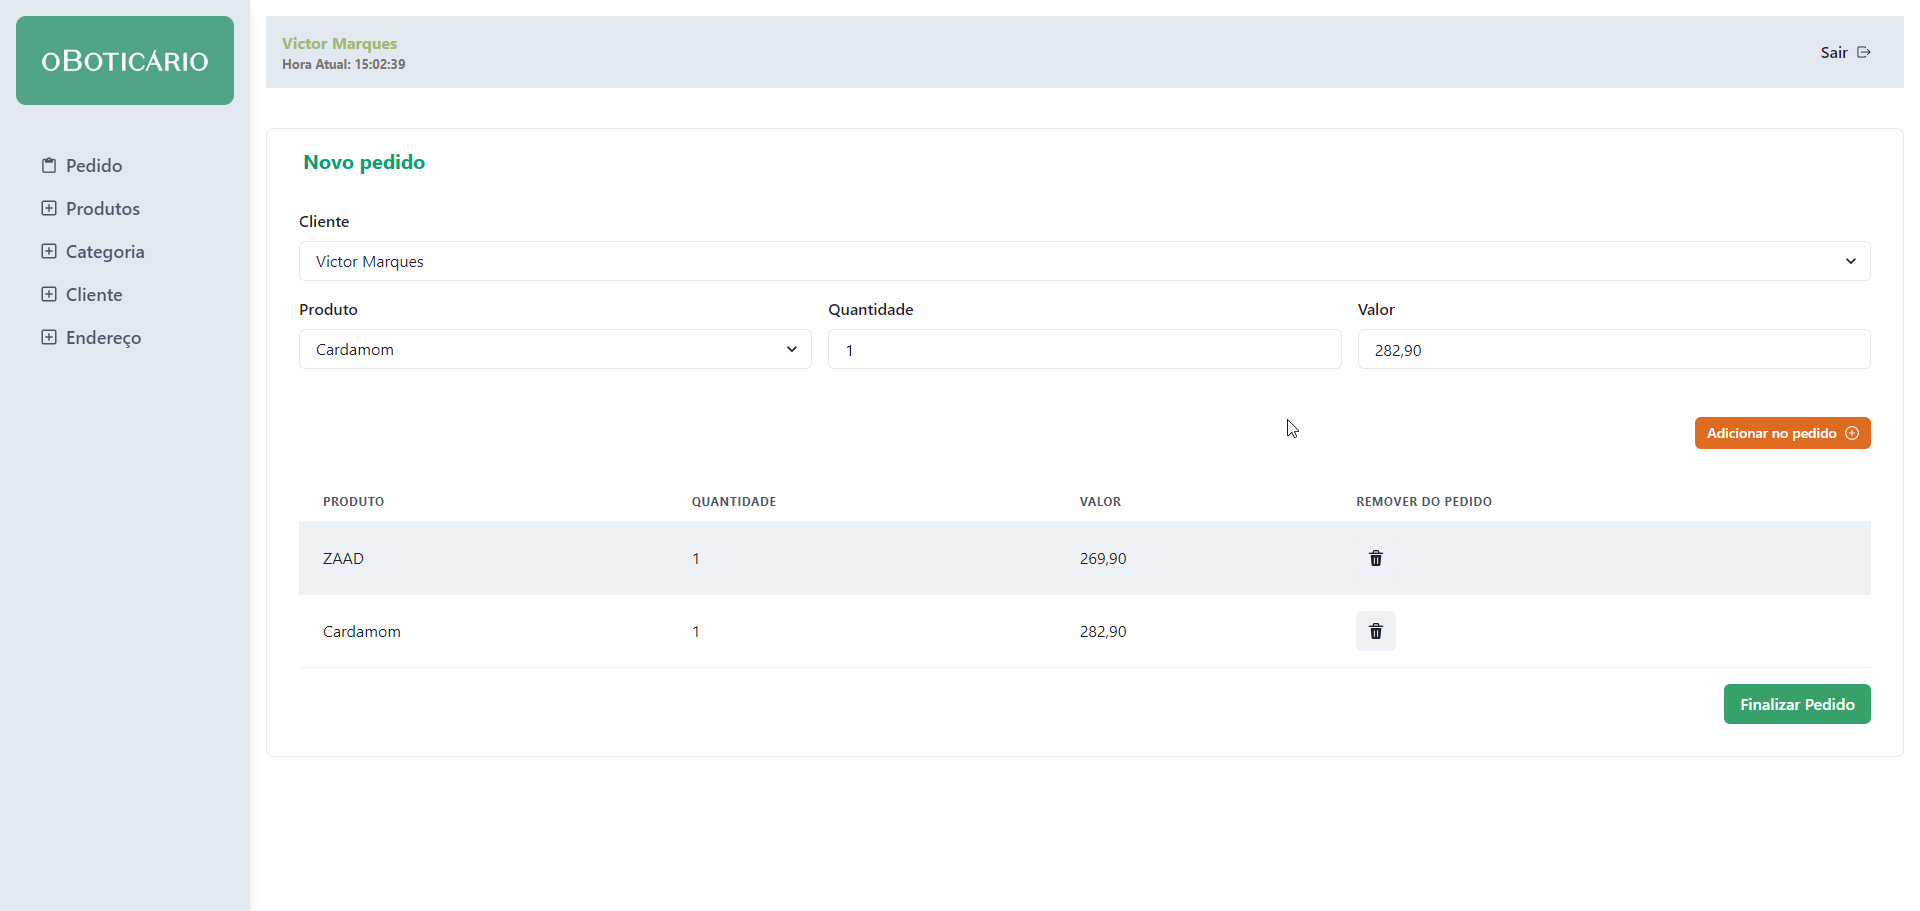 oBOTICÁRIO
Pedido
Produtos
Categoria
Cliente
Endereço
Victor Marques
Hora Atual: 15:02:39
Sair
Novo pedido
Cliente
Victor Marques
Produto Quantidade Valor
Cardamom 1 282,90
Adicionar no pedido
PRODUTO QUANTIDADE VALOR REMOVER DO PEDIDO
ZAAD 1 269,90
Cardamom 1 282,90
Finalizar Pedido